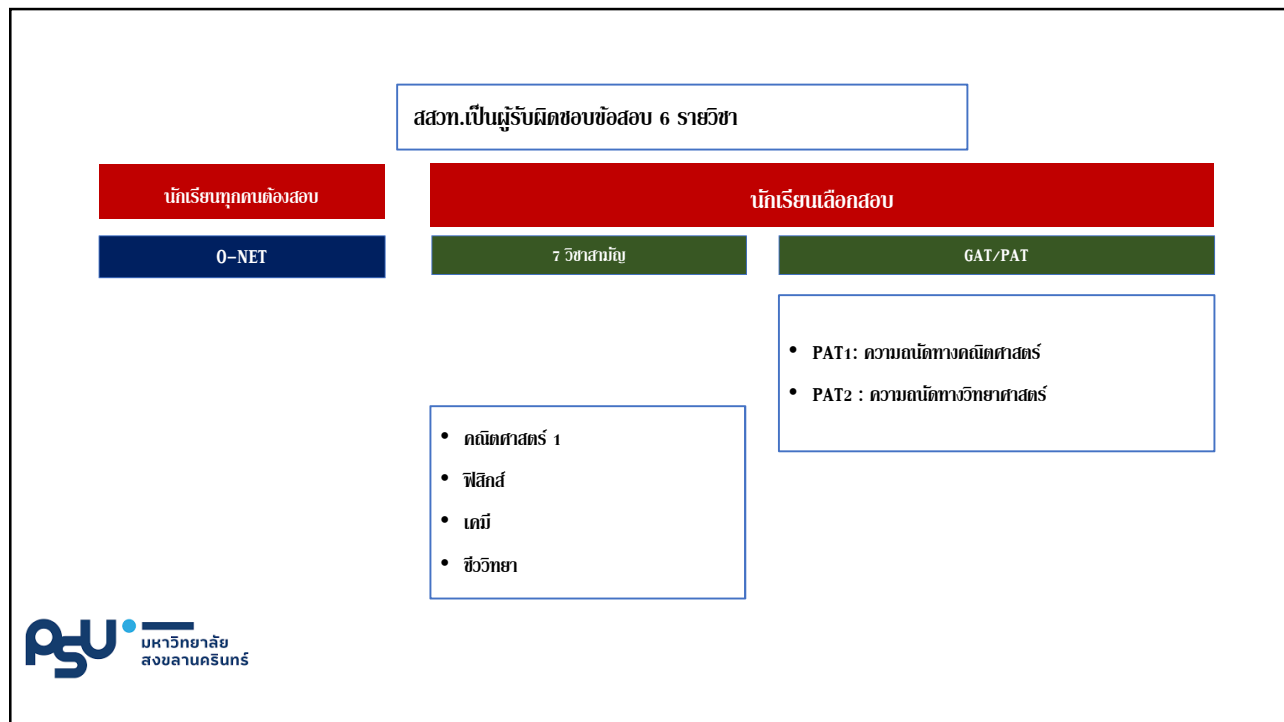 สสวท.เป็นผู้รับผิดชอบข้อสอบ 6 รายวิชา
นักเรียนทุกคนต้องสอบ
นักเรียนเลือกสอบ
O-NET
7 วิชาสามัญ
GAT/PAT
• PAT1: ความถนัดทางคณิตศาสตร์
• PAT2 : ความถนัดทางวิทยาศาสตร์
• คณิตศาสตร์ 1
• ฟิสิกส์
• เคมี
• ชีววิทยา
PSU
มหาวิทยาลัย
สงขลานครินทร์